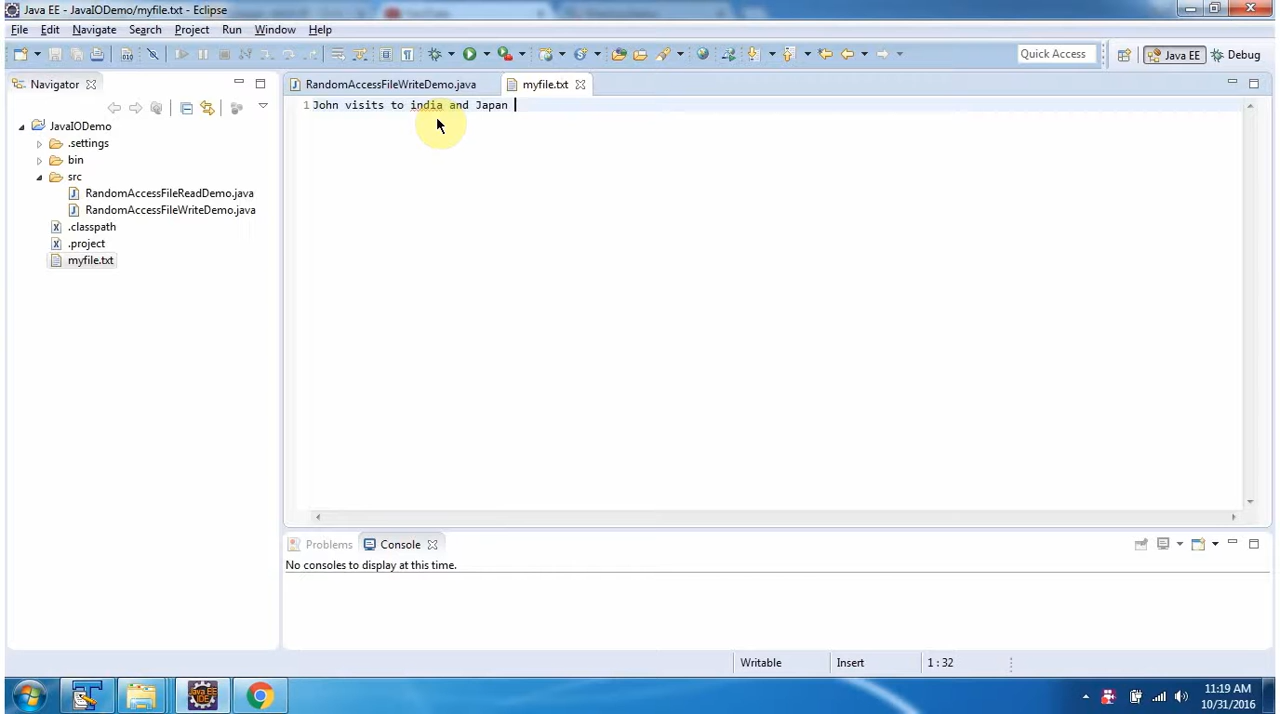 Java EE - JavaIODemo/myfile.txt - Eclipse
File Edit Navigate Search Project Run Window Help
Quick Access
Java EE
Debug
Navigator
RandomAccessFileWriteDemo.java
myfile.txt
1 John visits to india and Japan
JavaIODemo
.settings
bin
src
RandomAccessFileReadDemo.java
RandomAccessFileWriteDemo.java
.classpath
.project
myfile.txt
Problems
Console
No consoles to display at this time.
Writable
Insert
1 : 32
Java EE
IDE
11:19 AM
10/31/2016